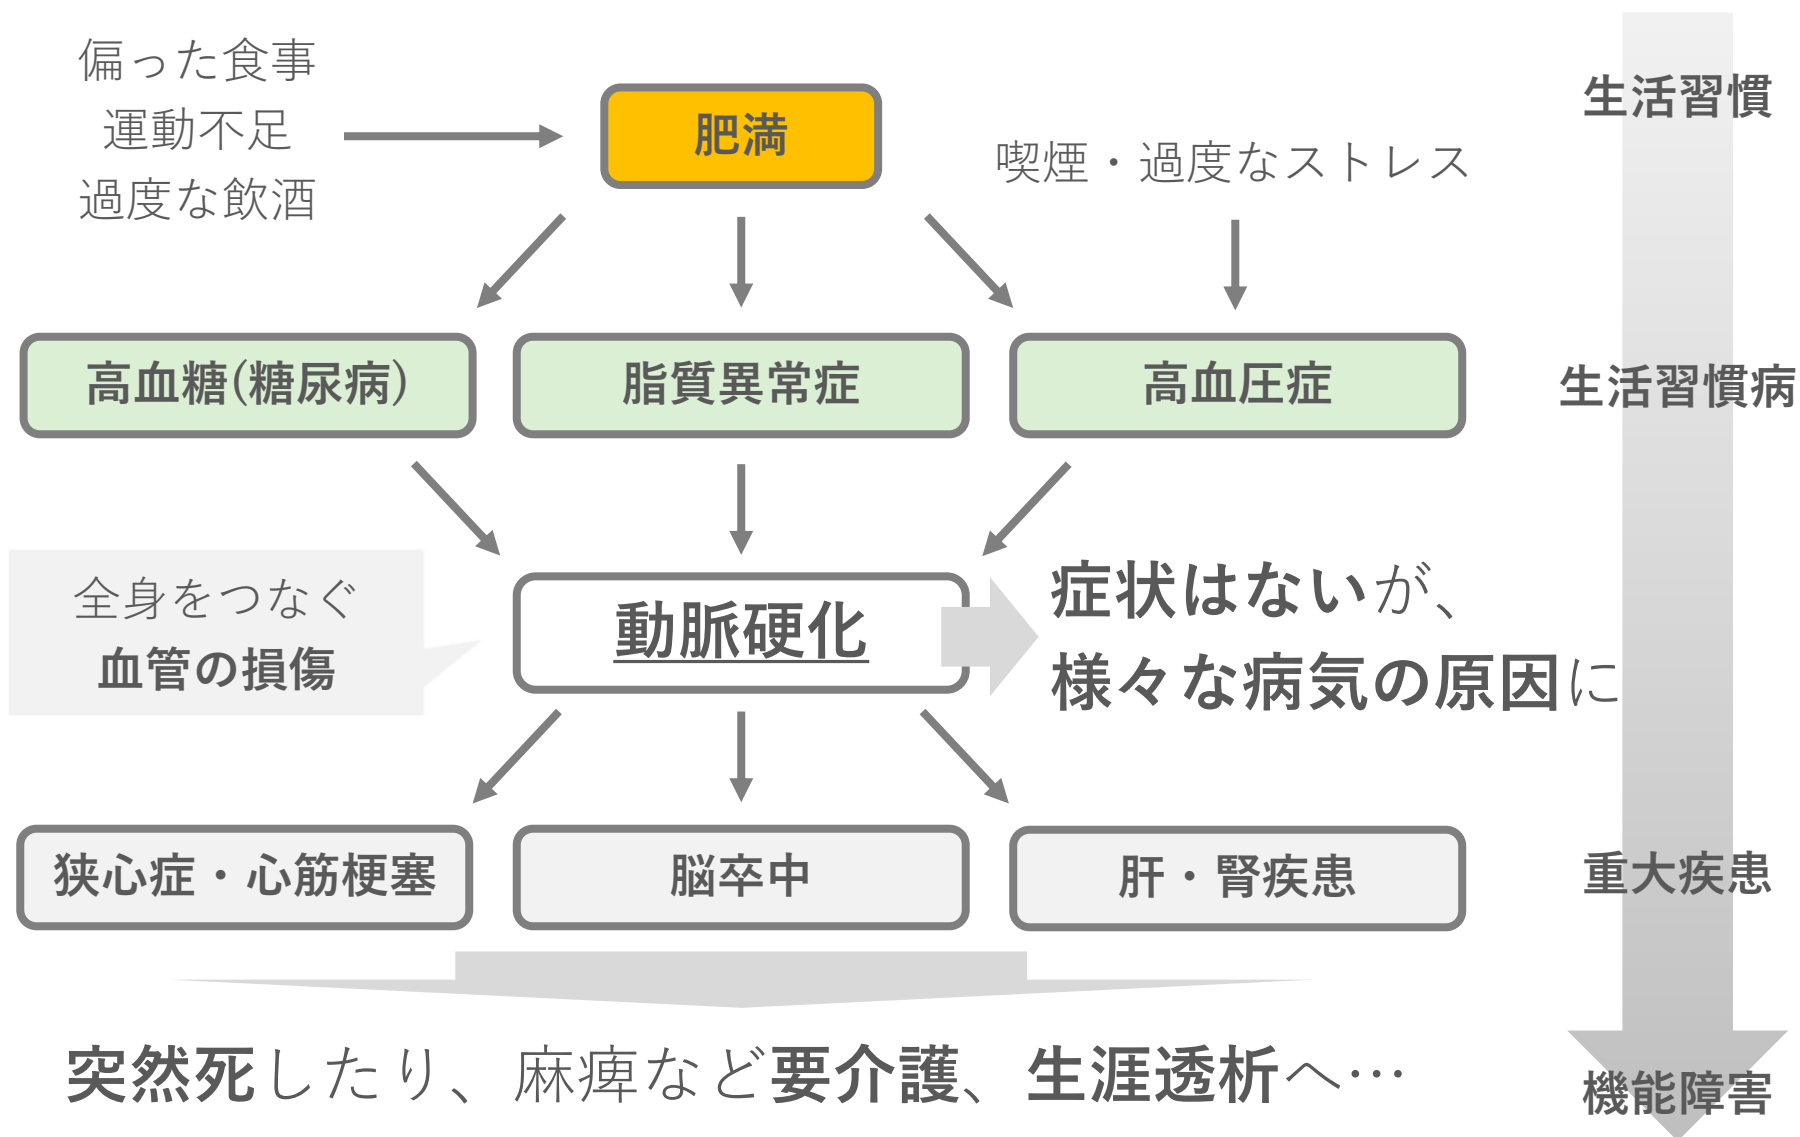 偏った食事
運動不足
過度な飲酒
肥満
喫煙・過度なストレス
生活習慣
高血糖(糖尿病)
脂質異常症
高血圧症
生活習慣病
全身をつなぐ
血管の損傷
動脈硬化
症状はないが、
様々な病気の原因に
狭心症・心筋梗塞
脳卒中
肝・腎疾患
重大疾患
突然死したり、麻痺など要介護、生涯透析へ…
機能障害